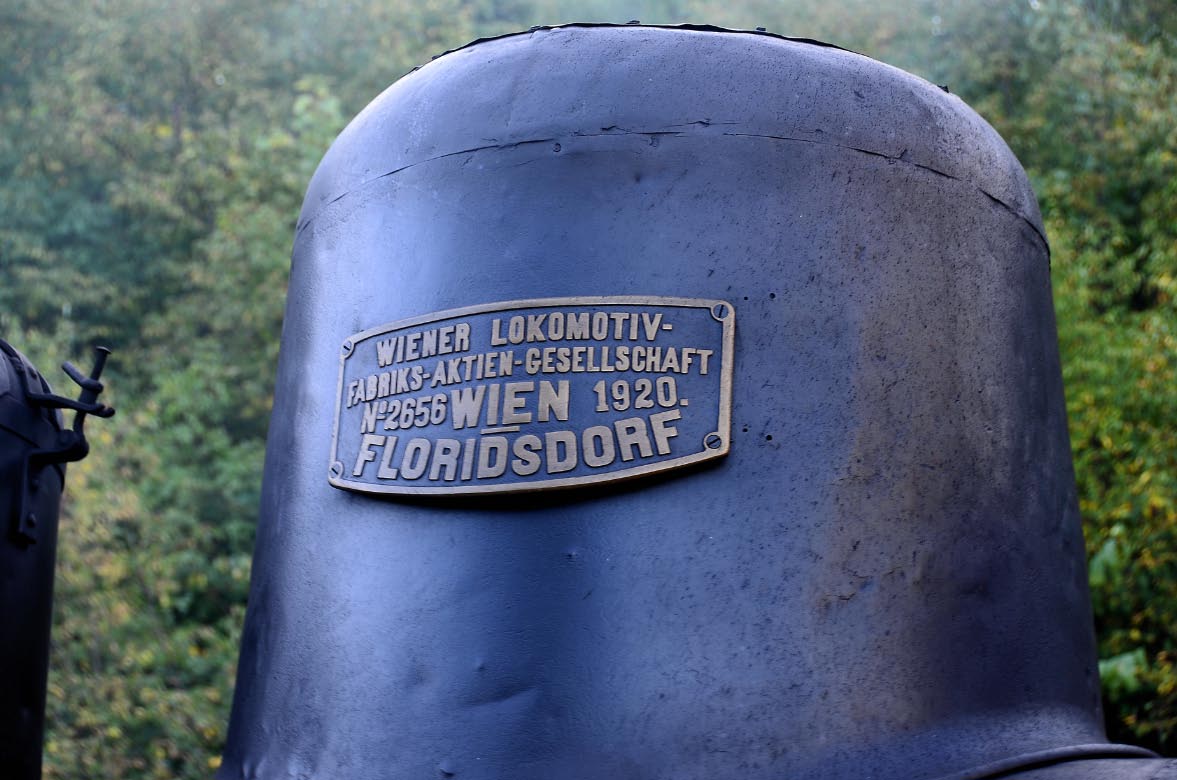 WIENER LOKOMOTIV-
FABRIKS-AKTIEN-GESELLSCHAFT
Nº2656 WIEN 1920.
FLORIDSDORF